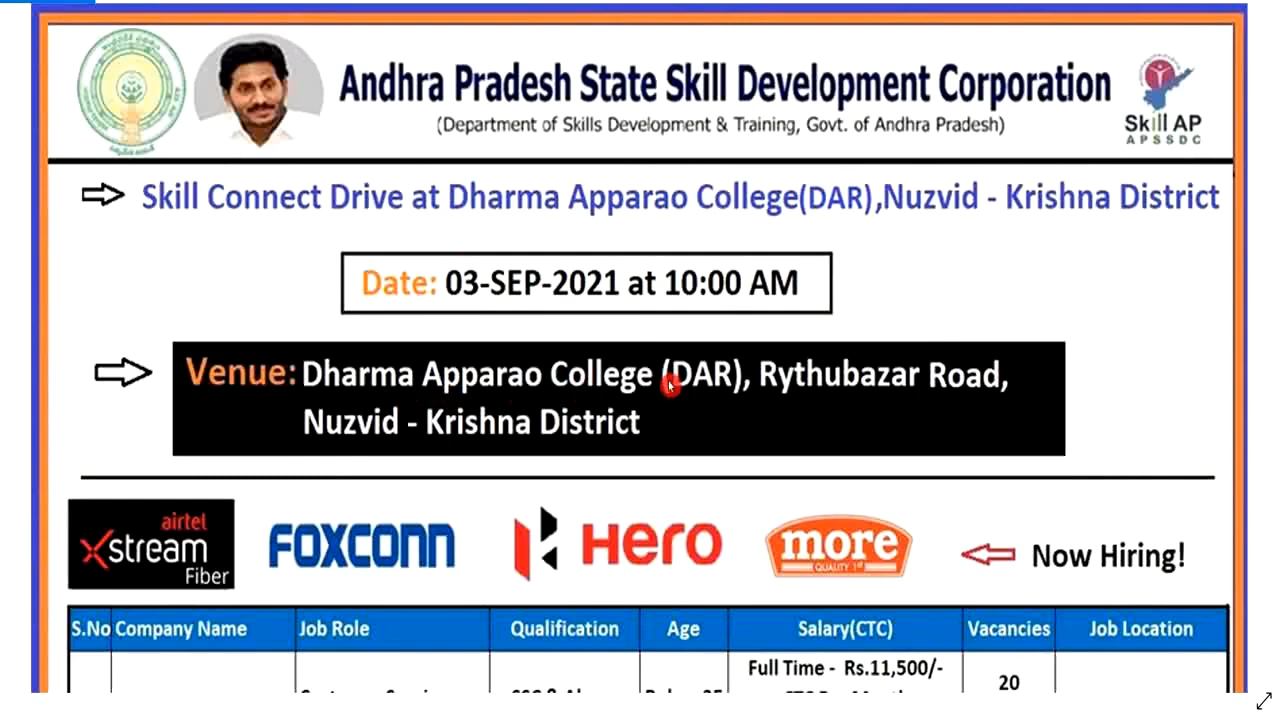 Andhra Pradesh State Skill Development Corporation
(Department of Skills Development & Training, Govt. of Andhra Pradesh)
Skill AP
APSSDC
Skill Connect Drive at Dharma Apparao College(DAR),Nuzvid - Krishna District
Date: 03-SEP-2021 at 10:00 AM
Venue: Dharma Apparao College (DAR), Rythubazar Road,
Nuzvid - Krishna District
airtel
Xstream
Fiber
FOXCONN
Hero
more
QUALITY 1st
Now Hiring!
S.No Company Name Job Role Qualification Age Salary(CTC) Vacancies Job Location
Full Time - Rs.11,500/-
20